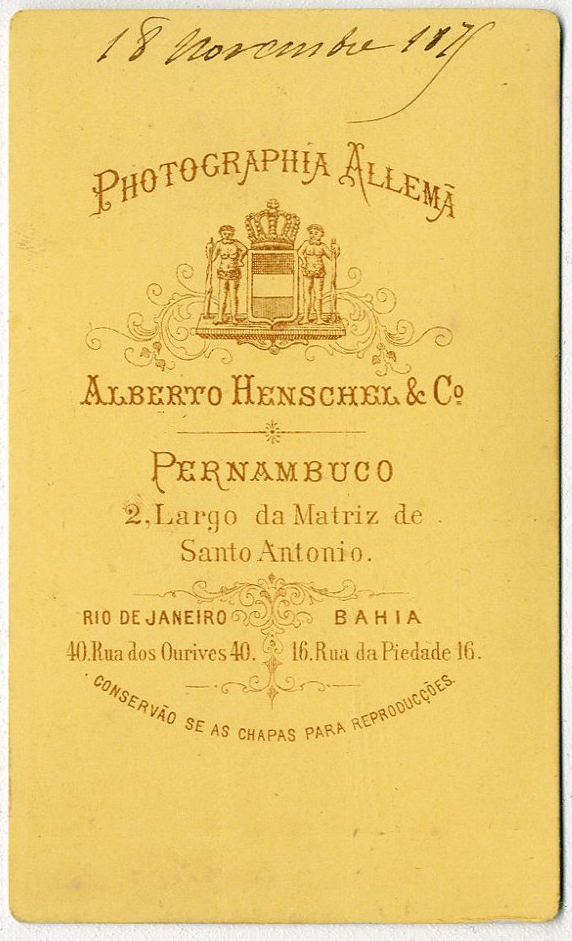 18 Novembre 187
PHOTOGRAPHIA ALLEMÃ
ALBERTO HENSCHEL & Cº
PERNAMBUCO
2, Largo da Matriz de
Santo Antonio.
RIO DE JANEIRO
40. Rua dos Ourives 40.
BAHIA
16. Rua da Piedade 16.
CONSERVÃO SE AS CHAPAS PARA REPRODUCÇÕES.